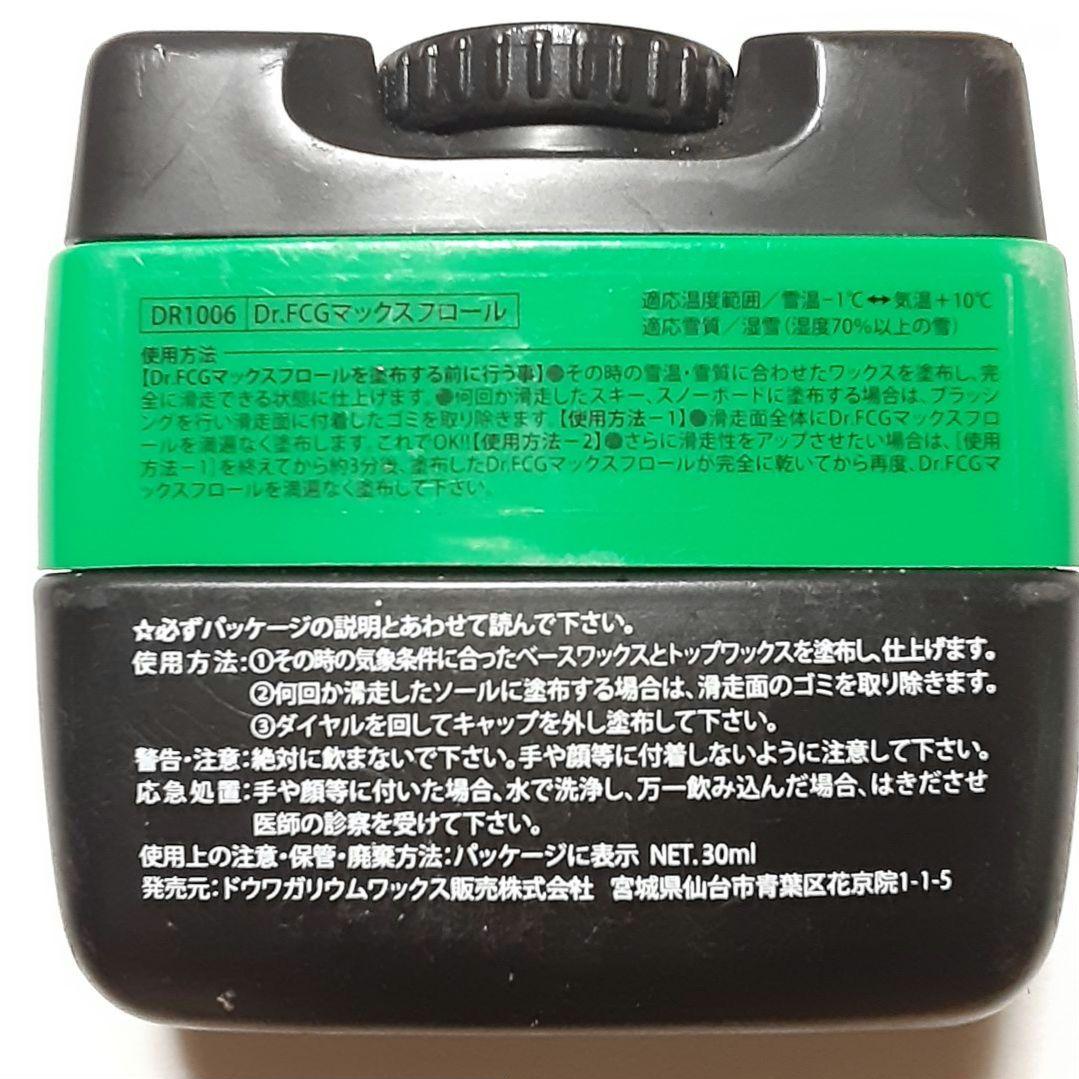 DR1006 Dr.FCGマックスフロール
適応温度範囲/雪温-1℃↔気温+10℃
適応雪質/湿雪(湿度70%以上の雪)
使用方法
【Dr.FCGマックスフロールを塗布する前に行う事】●その時の雪温・雪質に合わせたワックスを塗布し、完
全に滑走できる状態に仕上げます。●何回か滑走したスキー、スノーボードに塗布する場合は、ブラッシ
ングを行い滑走面に付着したゴミを取り除きます。【使用方法-1】●滑走面全体にDr.FCGマックスフロ
ールを満遍なく塗布します。これでOK!!【使用方法-2】●さらに滑走性をアップさせたい場合は、[使用
方法-1]を終えてから約3分後、塗布したDr.FCGマックスフロールが完全に乾いてから再度、Dr.FCGマ
ックスフロールを満遍なく塗布して下さい。
☆必ずパッケージの説明とあわせて読んで下さい。
使用方法:①その時の気象条件に合ったベースワックスとトップワックスを塗布し、仕上げます。
②何回か滑走したソールに塗布する場合は、滑走面のゴミを取り除きます。
③ダイヤルを回してキャップを外し塗布して下さい。
警告・注意:絶対に飲まないで下さい。手や顔等に付着しないように注意して下さい。
応急処置:手や顔等に付いた場合、水で洗浄し、万一飲み込んだ場合、はきださせ
医師の診察を受けて下さい。
使用上の注意・保管・廃棄方法:パッケージに表示 NET.30ml
発売元:ドウワガリウムワックス販売株式会社 宮城県仙台市青葉区花京院1-1-5